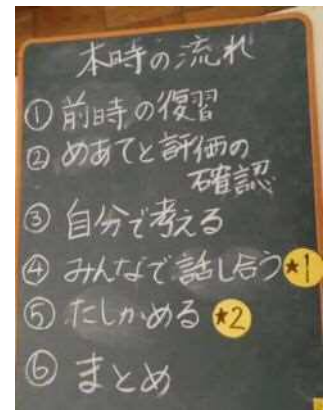 本時の流れ
① 前時の復習
② めあてと評価の
確認
③ 自分で考える
④ みんなで話し合う ★1
⑤ たしかめる ★2
⑥ まとめ